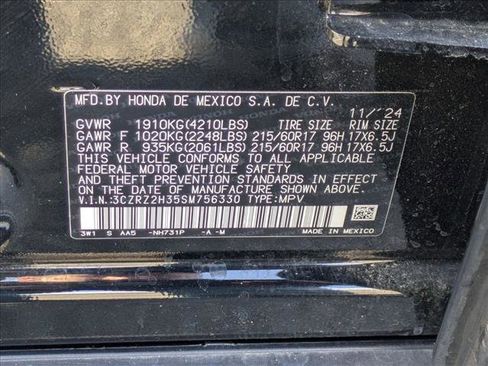 MFD.BY HONDA DE MEXICO S.A. DE C.V. 11/'24
GVWR 1910KG(4210LBS) TIRE SIZE RIM SIZE
GAWR F 1020KG(2248LBS) 215/60R17 96H 17X6.5J
GAWR R 935KG(2061LBS) 215/60R17 96H 17X6.5J
THIS VEHICLE CONFORMS TO ALL APPLICABLE
FEDERAL MOTOR VEHICLE SAFETY
AND THEFT PREVENTION STANDARDS IN EFFECT
ON THE DATE OF MANUFACTURE SHOWN ABOVE.
V.I.N.:3CZRZ2H35SM756330 TYPE:MPV
3W1 S AA5 -NH731P -A -M MADE IN MEXICO